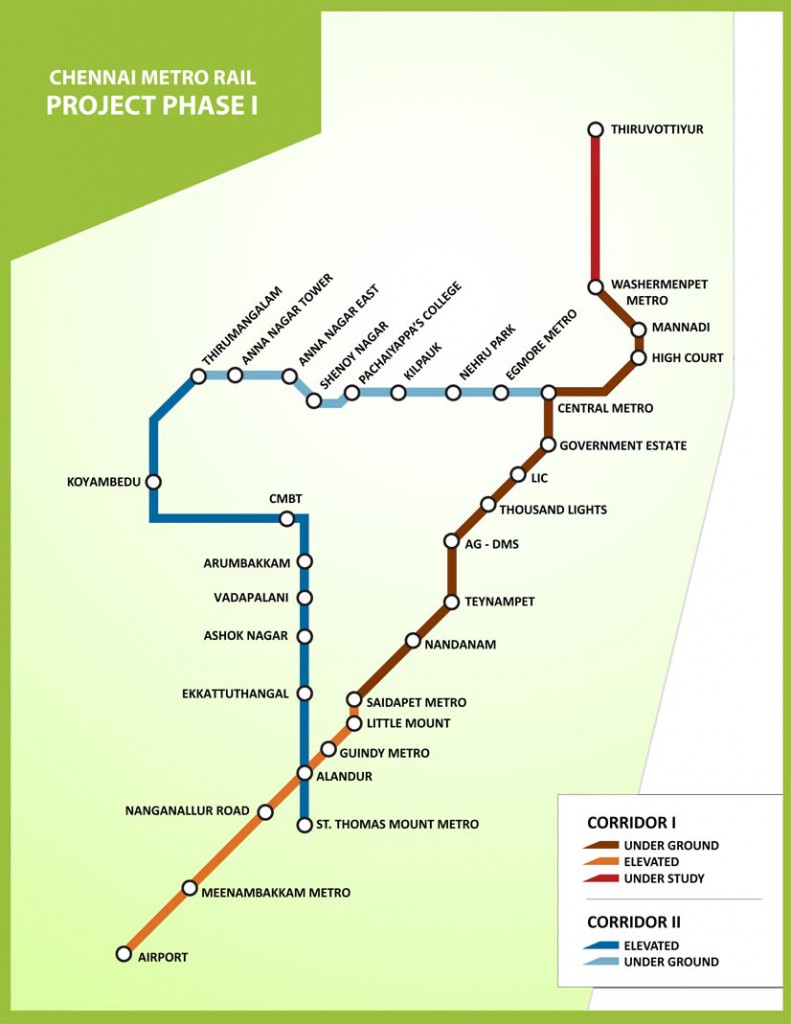 CHENNAI METRO RAIL
PROJECT PHASE I
THIRUVOTTIYUR
WASHERMENPET
METRO
MANNADI
HIGH COURT
THIRUMANGALAM
ANNA NAGAR TOWER
ANNA NAGAR EAST
SHENOY NAGAR
PACHAIYAPPA'S COLLEGE
KILPAUK
NEHRU PARK
EGMORE METRO
CENTRAL METRO
GOVERNMENT ESTATE
KOYAMBEDU
LIC
CMBT
THOUSAND LIGHTS
AG - DMS
ARUMBAKKAM
VADAPALANI
TEYNAMPET
ASHOK NAGAR
NANDANAM
EKKATTUTHANGAL
SAIDAPET METRO
LITTLE MOUNT
GUINDY METRO
ALANDUR
NANGANALLUR ROAD
ST. THOMAS MOUNT METRO
MEENAMBAKKAM METRO
AIRPORT
CORRIDOR I
UNDER GROUND
ELEVATED
UNDER STUDY
CORRIDOR II
ELEVATED
UNDER GROUND